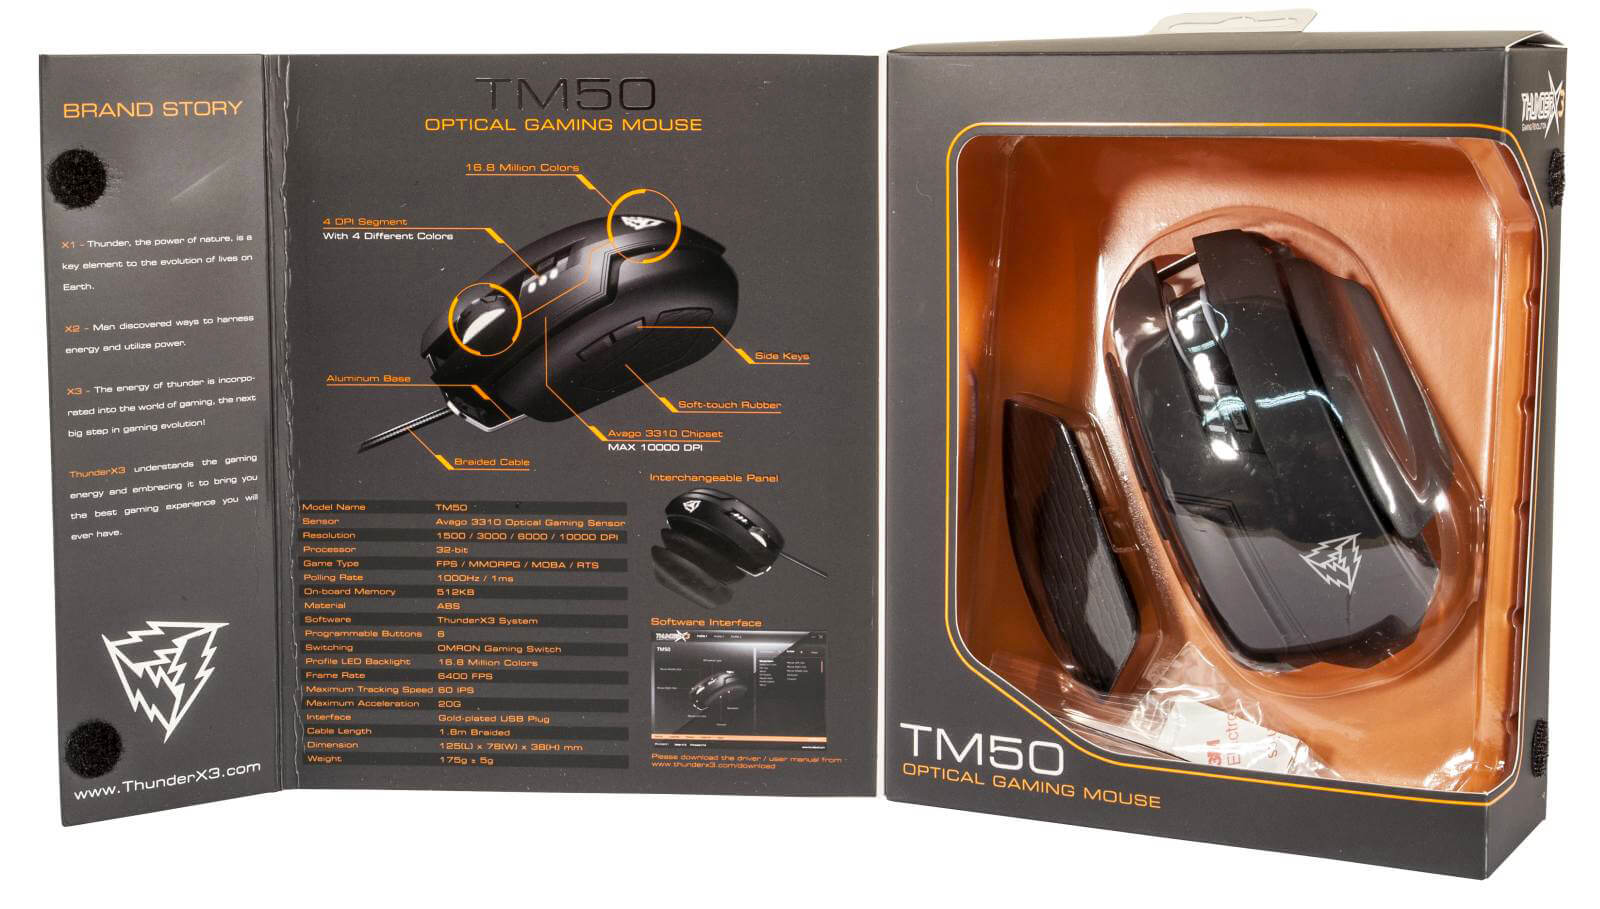 BRAND STORY
X1 - Thunder, the power of nature, is a
key element to the evolution of lives on
Earth.
X2 - Man discovered ways to harness
energy and utilize power.
X3 - The energy of thunder is incorpo-
rated into the world of gaming, the next
big step in gaming evolution!
ThunderX3 understands the gaming
energy and embracing it to bring you
the best gaming experience you will
ever have.
www.ThunderX3.com
TM50
OPTICAL GAMING MOUSE
16.8 Million Colors
4 DPI Segment
With 4 Different Colors
Side Keys
Aluminum Base
Soft-touch Rubber
Avago 3310 Chipset
MAX 10000 DPI
Braided Cable
Interchangeable Panel
Model Name TM50
Sensor Avago 3310 Optical Gaming Sensor
Resolution 1500 / 3000 / 6000 / 10000 DPI
Processor 32-bit
Game Type FPS / MMORPG / MOBA / RTS
Polling Rate 1000Hz / 1ms
On-board Memory 512KB
Material ABS
Software ThunderX3 System
Programmable Buttons 6
Switching OMRON Gaming Switch
Profile LED Backlight 16.8 Million Colors
Frame Rate 6400 FPS
Maximum Tracking Speed 60 IPS
Maximum Acceleration 20G
Interface Gold-plated USB Plug
Cable Length 1.8m Braided
Dimension 125(L) x 78(W) x 38(H) mm
Weight 175g ± 5g
Software Interface
THUNDERX3
TM50
Please download the driver / user manual from :
www.thunderx3.com/download
THUNDERX3
Gaming Revolution
3M
TM50
OPTICAL GAMING MOUSE